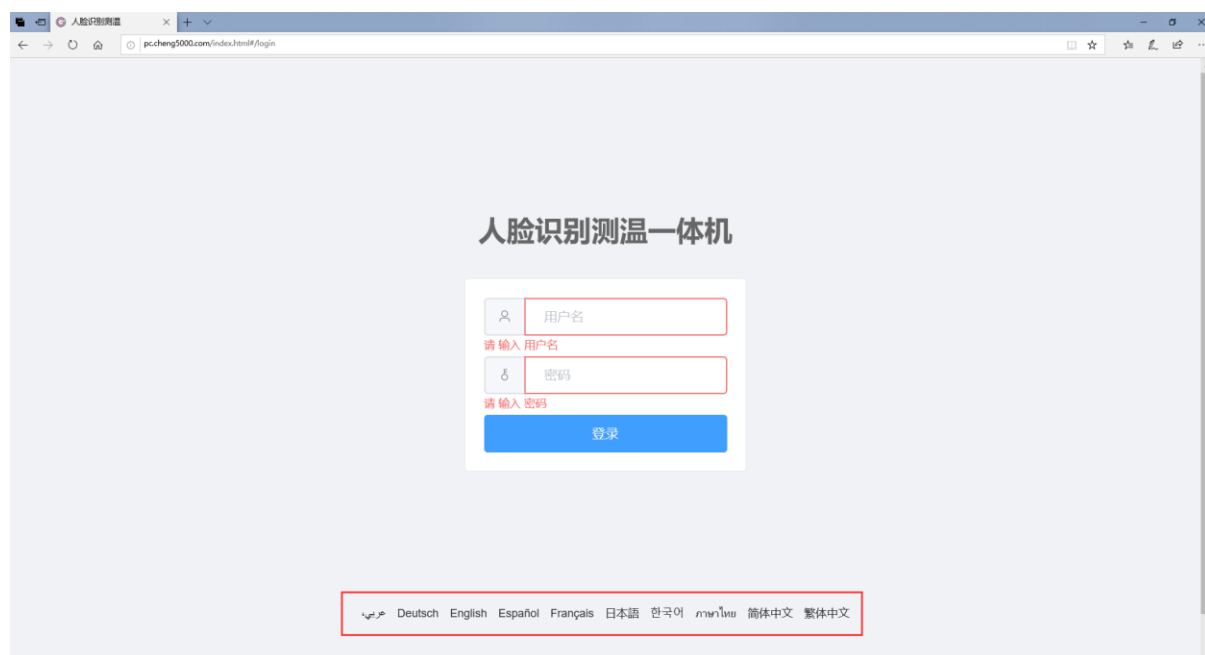 人脸识别测温
pc.cheng5000.com/index.html#/login
人脸识别测温一体机
用户名
请 输入 用户名
密码
请 输入 密码
登录
عربي، Deutsch English Español Français 日本語 한국어 ภาษาไทย 简体中文 繁体中文